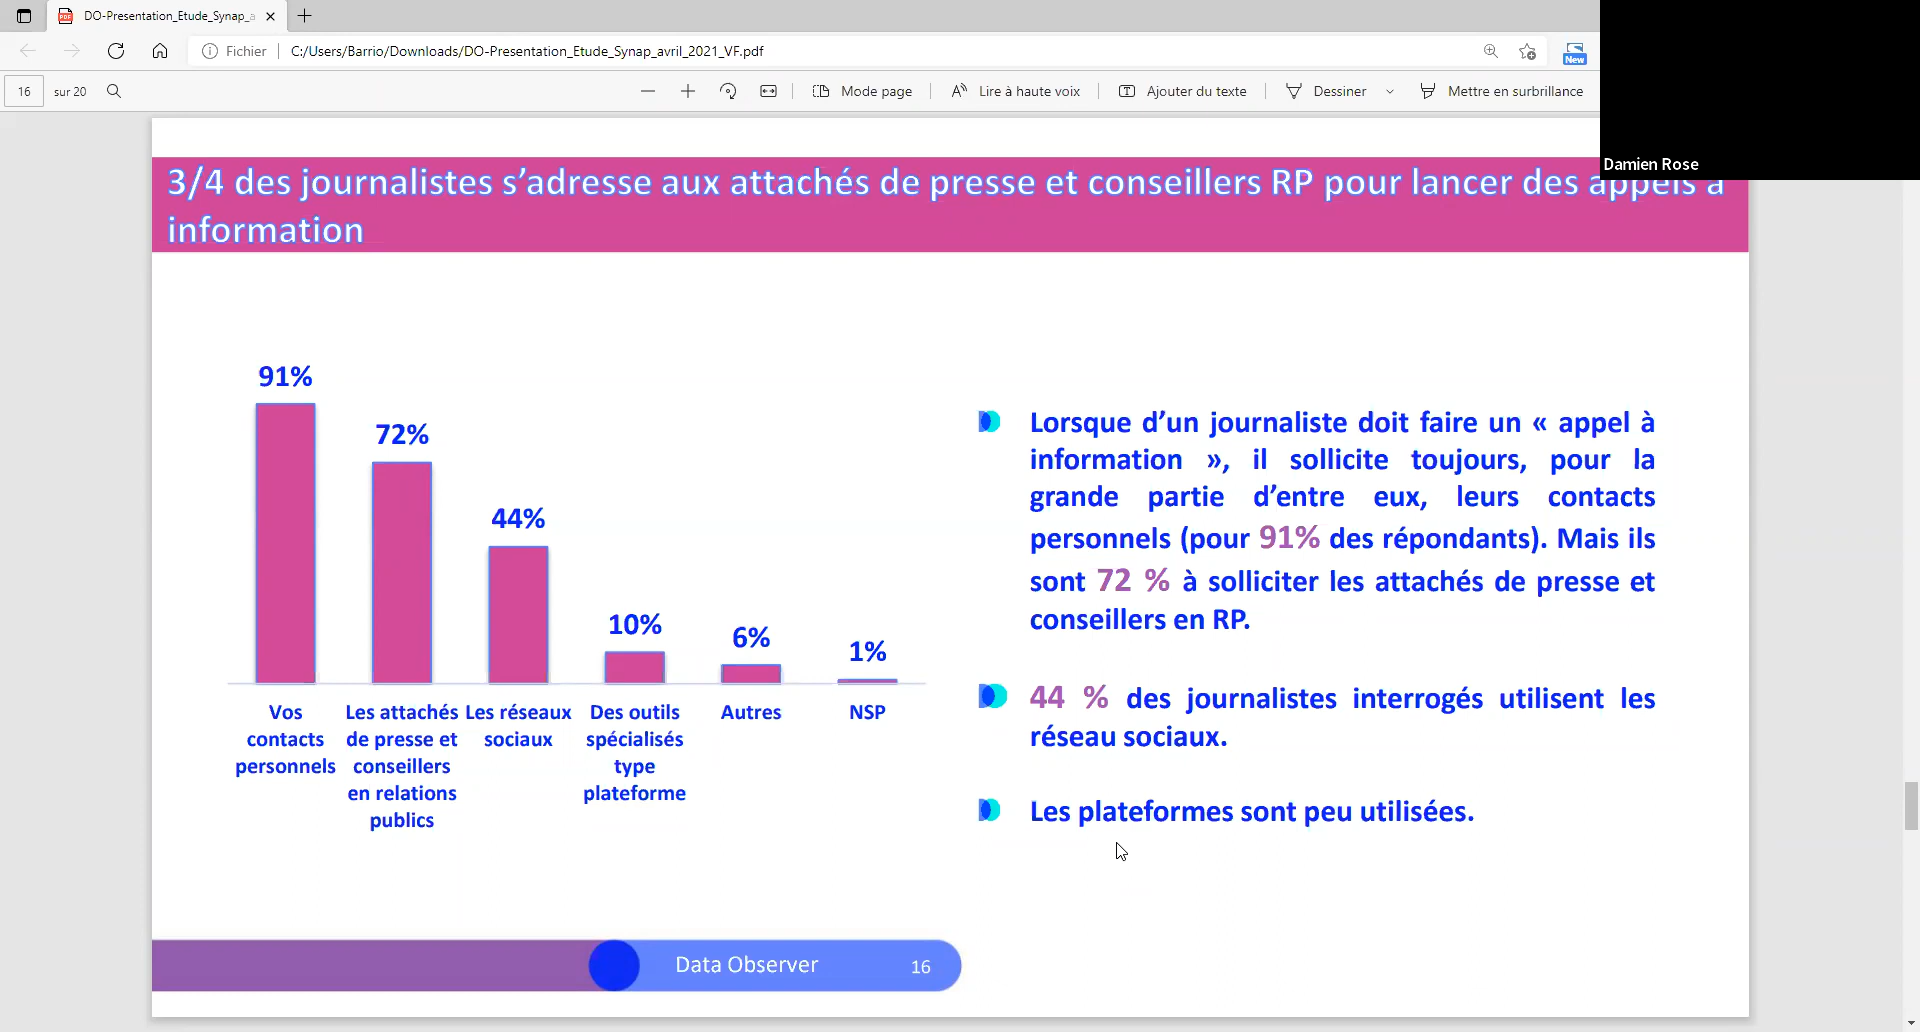 DO-Presentation_Etude_Synap_a
Fichier
C:/Users/Barrio/Downloads/DO-Presentation_Etude_Synap_avril_2021_VF.pdf
New
16
sur 20
Mode page
Lire à haute voix
Ajouter du texte
Dessiner
Mettre en surbrillance
Damien Rose
3/4 des journalistes s’adresse aux attachés de presse et conseillers RP pour lancer des appels à
information
91%
72%
44%
10%
6%
1%
Vos
contacts
personnels
Les attachés
de presse et
conseillers
en relations
publics
Les réseaux
sociaux
Des outils
spécialisés
type
plateforme
Autres
NSP
Lorsque d’un journaliste doit faire un « appel à
information », il sollicite toujours, pour la
grande partie d’entre eux, leurs contacts
personnels (pour 91% des répondants). Mais ils
sont 72 % à solliciter les attachés de presse et
conseillers en RP.
44 % des journalistes interrogés utilisent les
réseau sociaux.
Les plateformes sont peu utilisées.
Data Observer
16